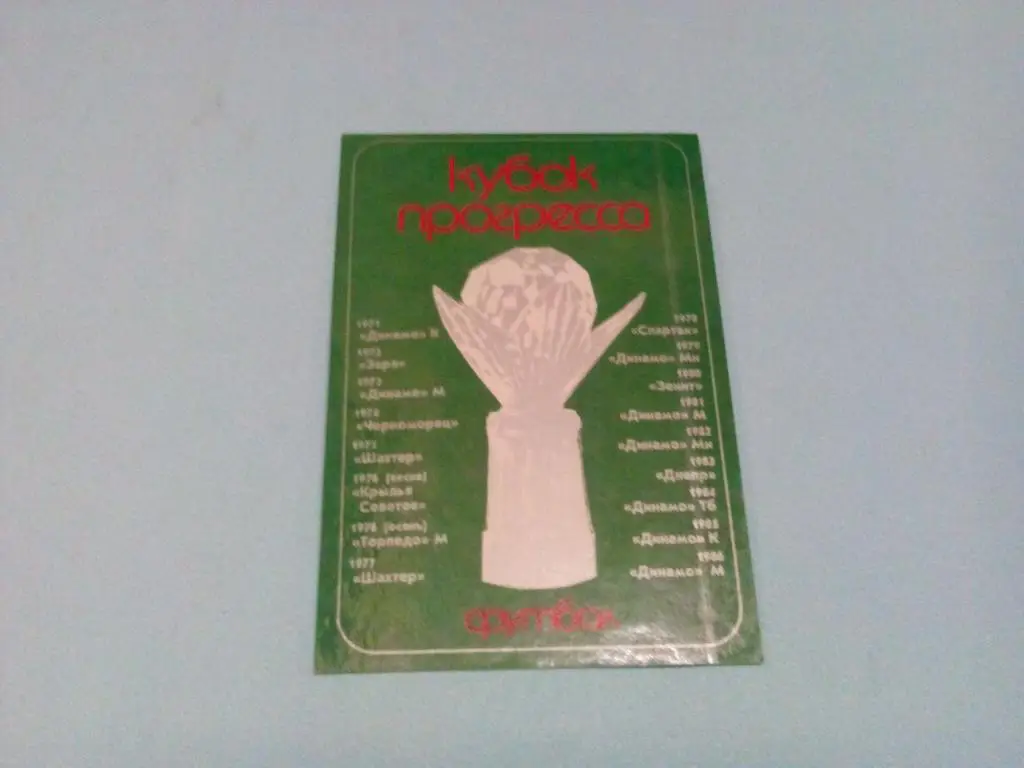 кубок
прогресса
1971
«Динамо» К
1972
«Заря»
1973
«Динамо» М
1974
«Черноморец»
1975
«Шахтер»
1976 (весна)
«Крылья
Советов»
1976 (осень)
«Торпедо» М
1977
«Шахтер»
1978
«Спартак»
1979
«Динамо» Мн
1980
«Зенит»
1981
«Динамо» М
1982
«Динамо» Мн
1983
«Днепр»
1984
«Динамо» Тб
1985
«Динамо» К
1986
«Динамо» М
футбол